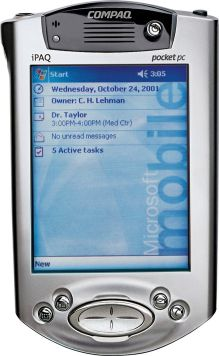 COMPAQ
iPAQ pocket pc
Start 3:05
Wednesday, October 24, 2001
Owner: C. H. Lehman
Dr. Taylor
3:00PM-4:00PM (Med Ctr)
No unread messages
5 Active tasks
Microsoft
mobile
New